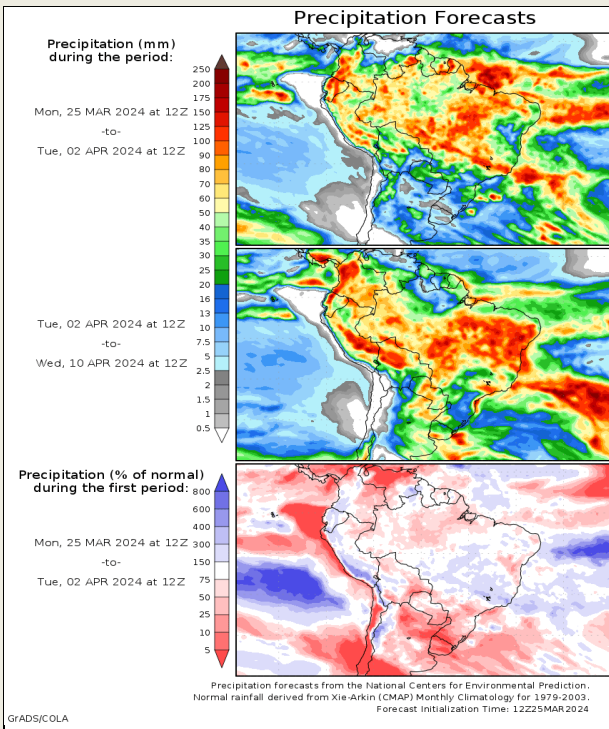 Precipitation Forecasts
Precipitation (mm)
during the period:
Mon, 25 MAR 2024 at 12Z
-to-
Tue, 02 APR 2024 at 12Z
250
200
175
150
125
100
90
80
70
60
50
40
35
30
25
20
16
13
10
7.5
5
2.5
2
1.5
1
0.5
Tue, 02 APR 2024 at 12Z
-to-
Wed, 10 APR 2024 at 12Z
Precipitation (% of normal)
during the first period:
Mon, 25 MAR 2024 at 12Z
-to-
Tue, 02 APR 2024 at 12Z
800
600
400
300
150
75
50
25
10
5
Precipitation forecasts from the National Centers for Environmental Prediction.
Normal rainfall derived from Xie-Arkin (CMAP) Monthly Climatology for 1979-2003.
Forecast Initialization Time: 12Z25MAR2024
GrADS/COLA